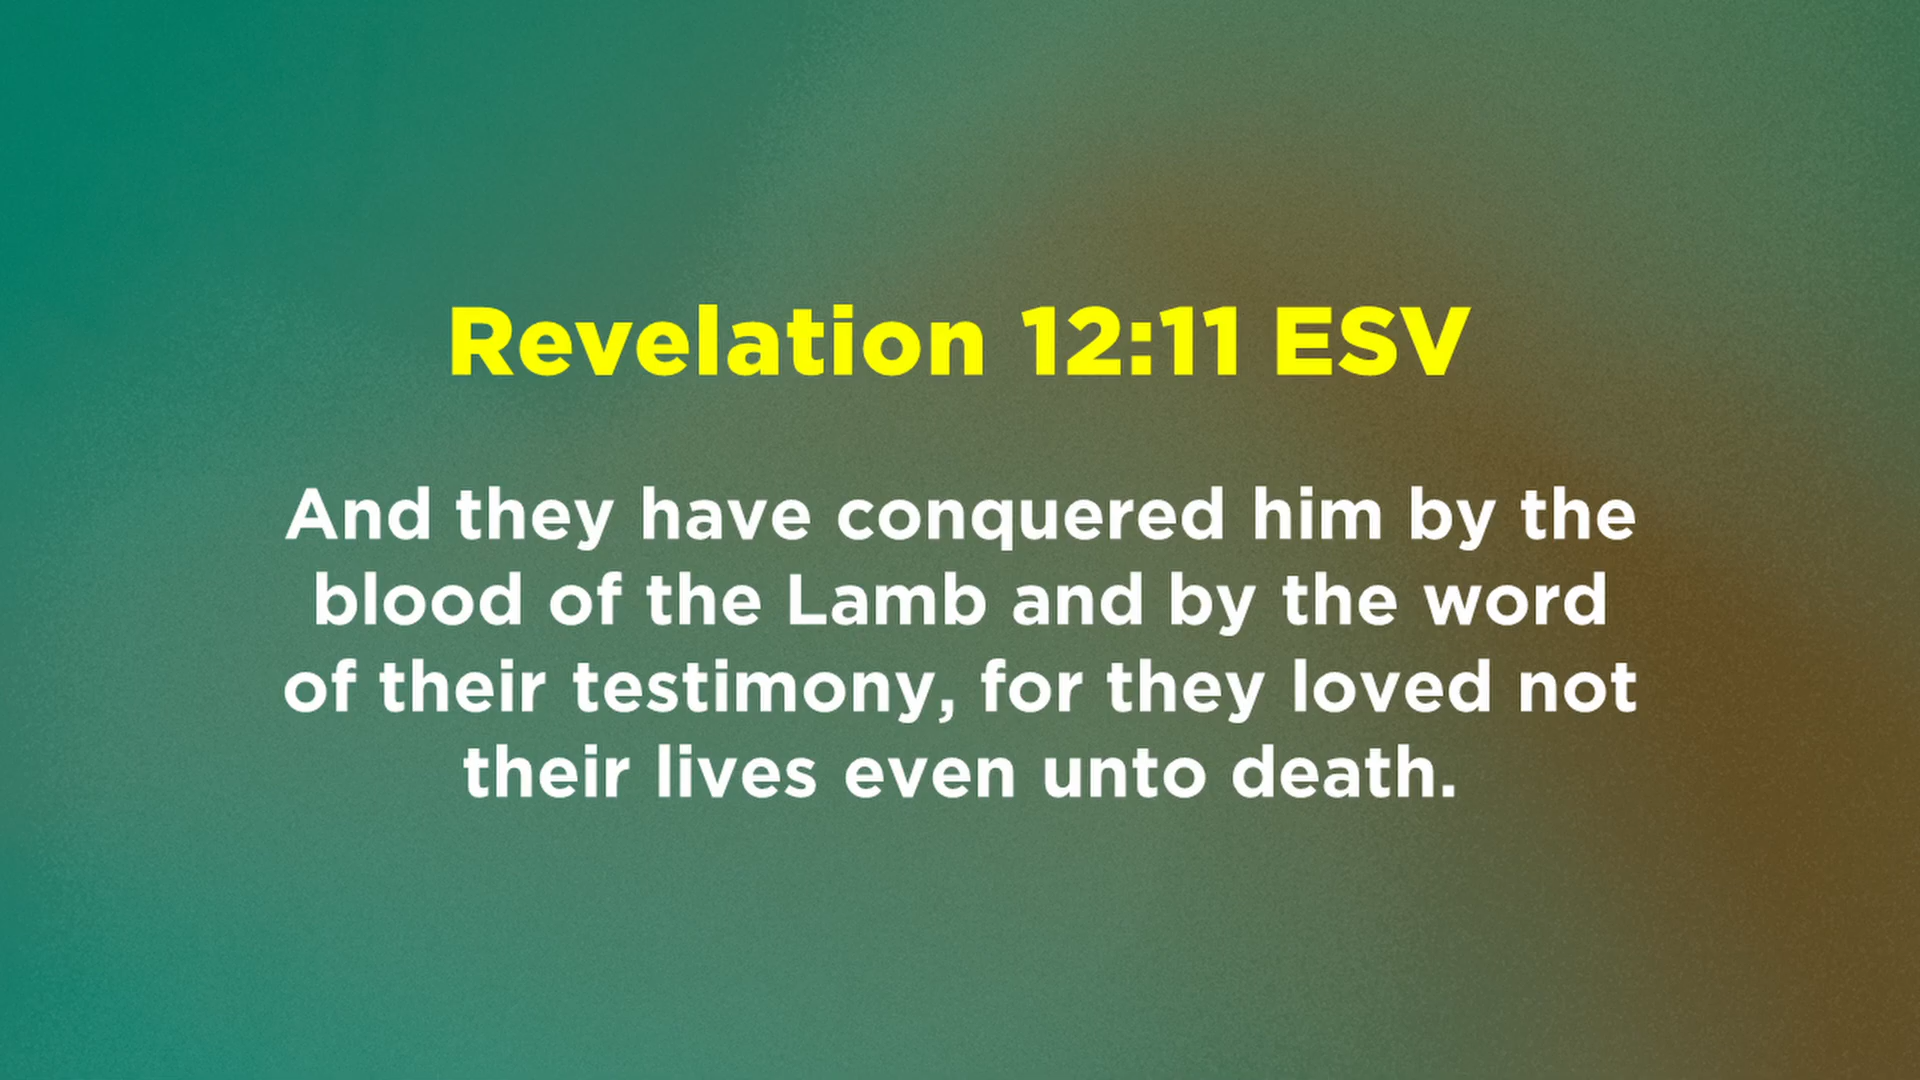 Revelation 12:11 ESV
And they have conquered him by the
blood of the Lamb and by the word
of their testimony, for they loved not
their lives even unto death.